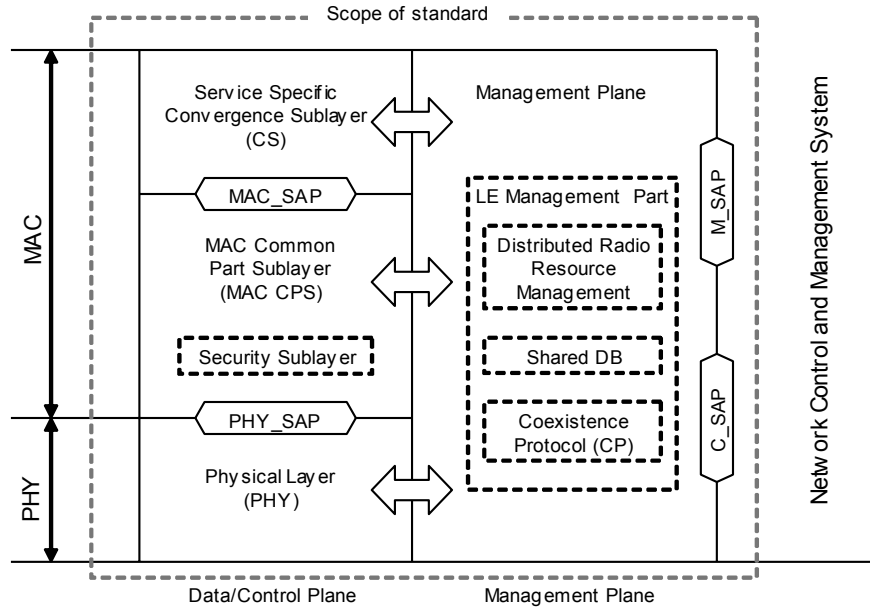 Scope of standard
Service Specific
Convergence Sublayer
(CS)
Management Plane
MAC_SAP
LE Management Part
MAC Common
Part Sublayer
(MAC CPS)
Distributed Radio
Resource
Management
Security Sublayer
Shared DB
PHY_SAP
Coexistence
Protocol (CP)
Physical Layer
(PHY)
MAC
PHY
M_SAP
C_SAP
Network Control and Management System
Data/Control Plane
Management Plane